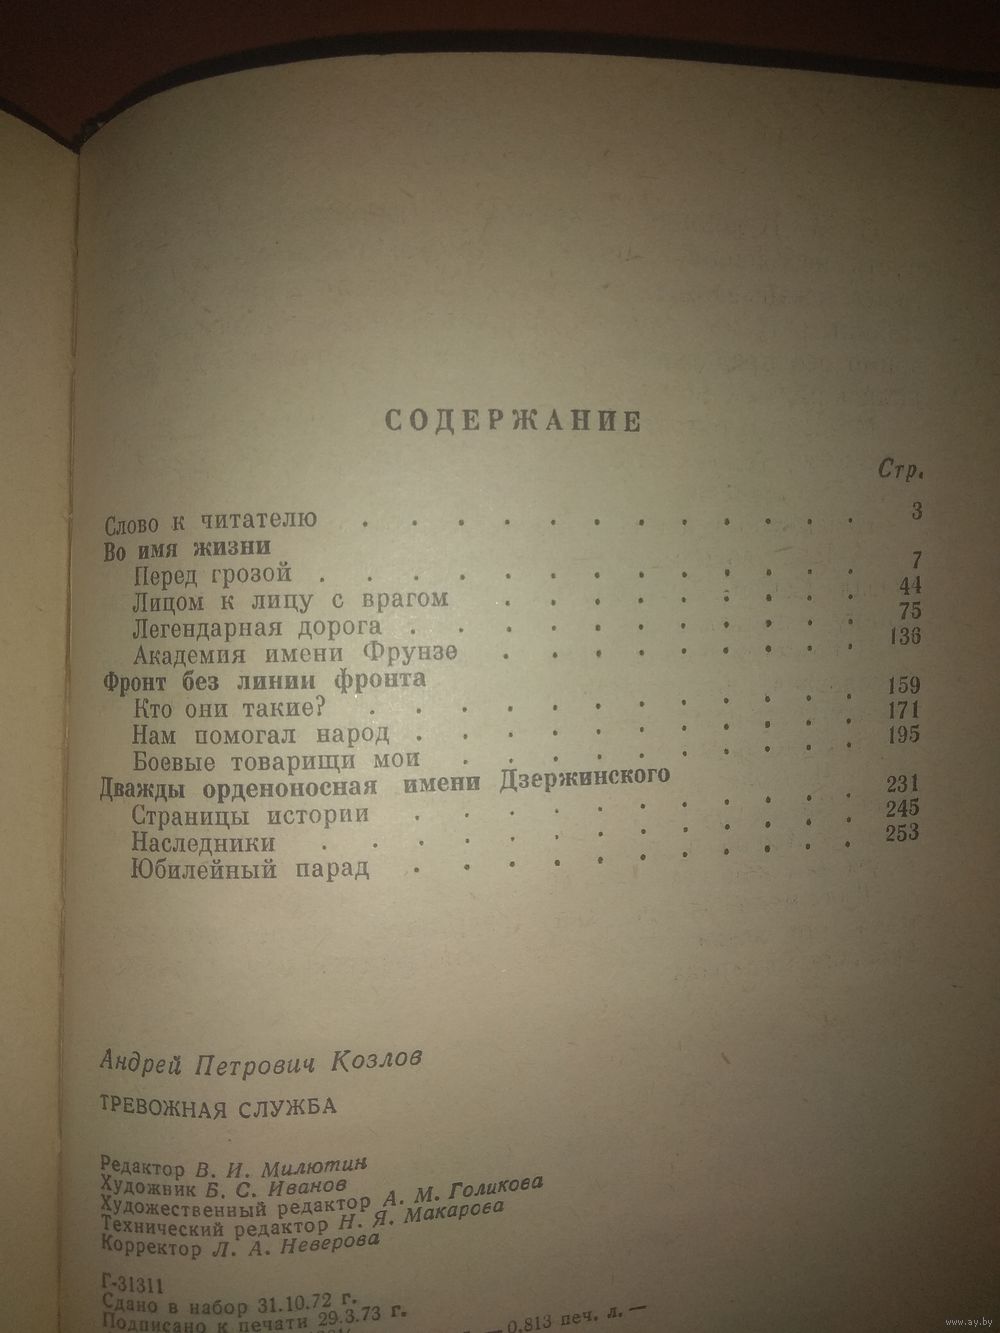 СОДЕРЖАНИЕ
Стр.
Слово к читателю . . . . . . . . . . . . 3
Во имя жизни
Перед грозой . . . . . . . . . . . . 7
Лицом к лицу с врагом . . . . . . . . . 44
Легендарная дорога . . . . . . . . . . 75
Академия имени Фрунзе . . . . . . . . . 136
Фронт без линии фронта
Кто они такие? . . . . . . . . . . . 159
Нам помогал народ . . . . . . . . . . 171
Боевые товарищи мои . . . . . . . . . 195
Дважды орденоносная имени Дзержинского
Страницы истории . . . . . . . . . . 231
Наследники . . . . . . . . . . . . 245
Юбилейный парад . . . . . . . . . . 253
Андрей Петрович Козлов
ТРЕВОЖНАЯ СЛУЖБА
Редактор В. И. Милютин
Художник Б. С. Иванов
Художественный редактор А. М. Голикова
Технический редактор Н. Я. Макарова
Корректор Л. А. Неверова
Г-31311
Сдано в набор 31.10.72 г.
Подписано к печати 29.3.73 г.
0,813 печ. л. —
www.ay.by